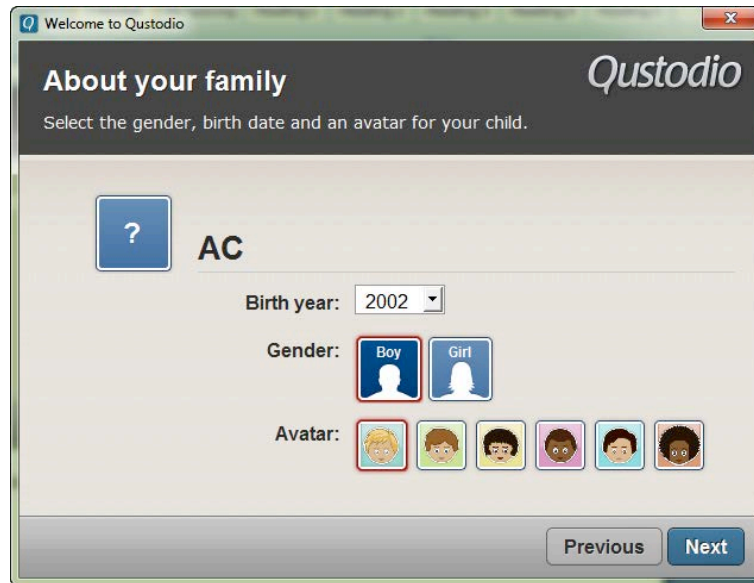 Welcome to Qustodio
About your family
Qustodio
Select the gender, birth date and an avatar for your child.
?
AC
Birth year: 2002
Gender: Boy Girl
Avatar:
Previous Next